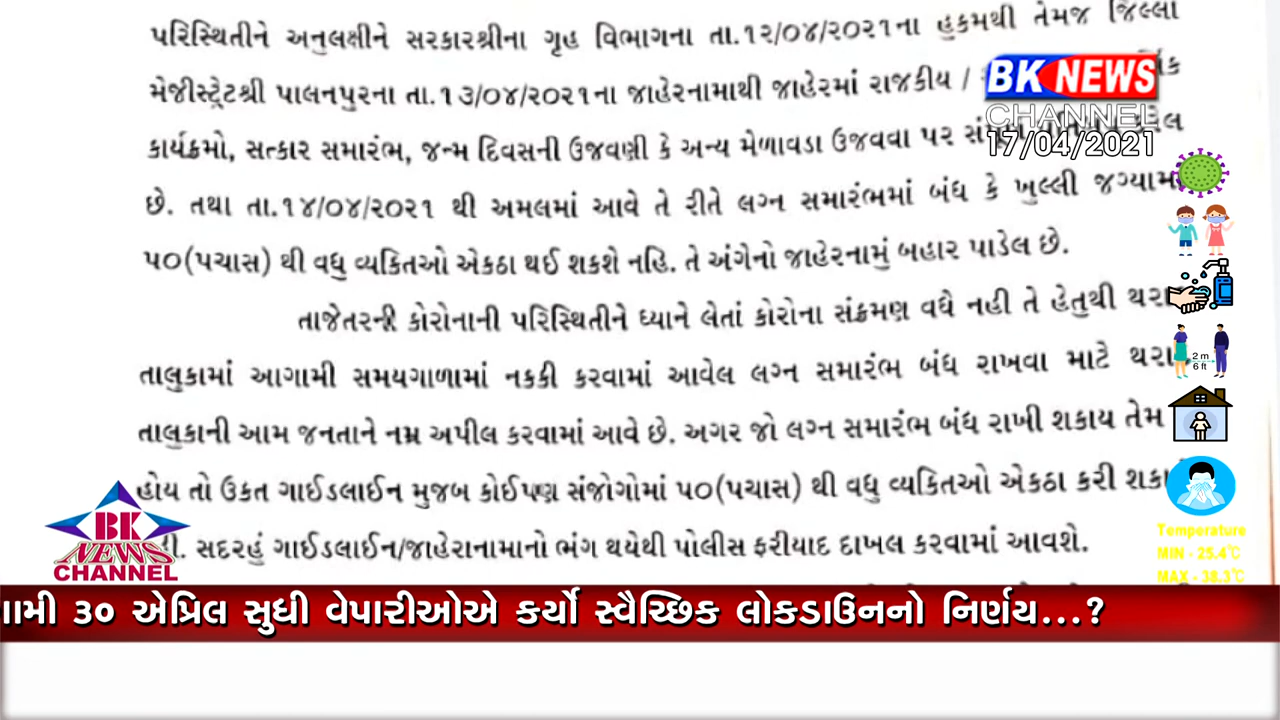 પરિસ્થિતીને અનુલક્ષીને સરકારશ્રીના ગૃહ વિભાગના તા.૧૨/૦૪/૨૦૨૧ના હુકમથી તેમજ જિલ્લા
મેજીસ્ટ્રેટશ્રી પાલનપુરના તા.૧૩/૦૪/૨૦૨૧ના જાહેરનામાથી જાહેરમાં રાજકીય /
કાર્યક્રમો, સત્કાર સમારંભ, જન્મ દિવસની ઉજવણી કે અન્ય મેળાવડા ઉજવવા પર
છે. તથા તા.૧૪/૦૪/૨૦૨૧ થી અમલમાં આવે તે રીતે લગ્ન સમારંભમાં બંધ કે ખુલ્લી
૫૦(પચાસ) થી વધુ વ્યકિતઓ એકઠા થઈ શકશે નહિ. તે અંગેનો જાહેરનામું બહાર પાડેલ છે.
તાજેતરની કોરોનાની પરિસ્થિતીને ધ્યાને લેતાં કોરોના સંક્રમણ વધે નહી તે હેતુથી
તાલુકામાં આગામી સમયગાળામાં નકકી કરવામાં આવેલ લગ્ન સમારંભ બંધ રાખવા માટે
તાલુકાની આમ જનતાને નમ્ર અપીલ કરવામાં આવે છે. અગર જો લગ્ન સમારંભ બંધ રાખી શકાય તેમ
હોય તો ઉકત ગાઈડલાઈન મુજબ કોઈપણ સંજોગોમાં ૫૦(પચાસ) થી વધુ વ્યકિતઓ એકઠા કરી
સદરહું ગાઈડલાઈન/જાહેરાનામાનો ભંગ થયેથી પોલીસ ફરીયાદ દાખલ કરવામાં આવશે.
BK NEWS
CHANNEL
17/04/2021
2 m
6 ft
Temperature
MIN - 25.4℃
MAX - 38.3℃
BK
NEWS
CHANNEL
૩૦ એપ્રિલ સુધી વેપારીઓએ કર્યો સ્વૈચ્છિક લોકડાઉનનો નિર્ણય...?